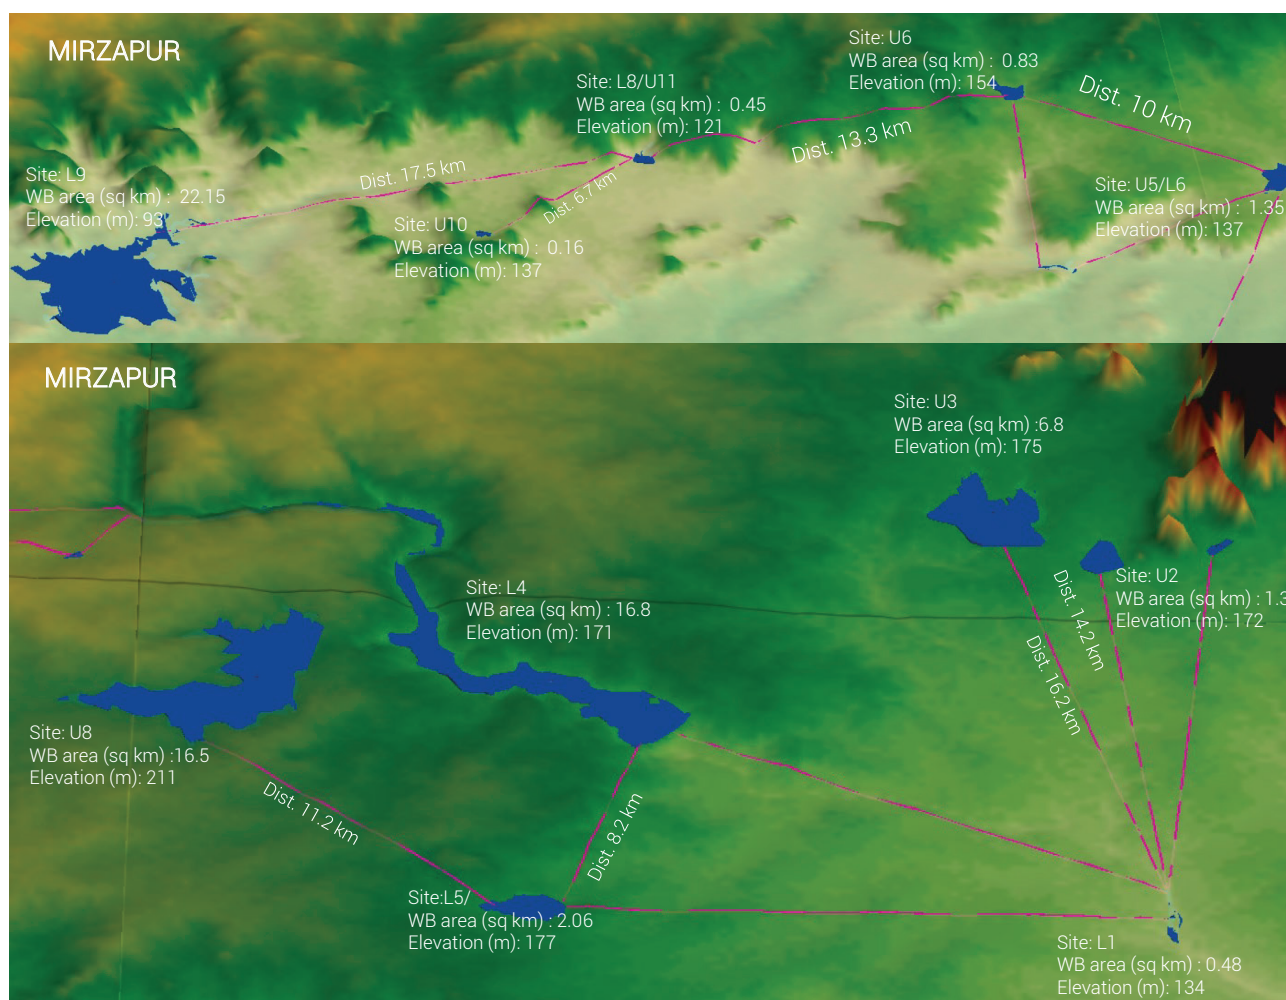 MIRZAPUR
Site: U6
WB area (sq km) : 0.83
Elevation (m): 154
Site: L8/U11
WB area (sq km) : 0.45
Elevation (m): 121
Dist. 10 km
Dist. 13.3 km
Dist. 17.5 km
Site: L9
WB area (sq km) : 22.15
Elevation (m): 93
Dist. 6.7 km
Site: U5/L6
WB area (sq km) : 1.35
Elevation (m): 137
Site: U10
WB area (sq km) : 0.16
Elevation (m): 137
MIRZAPUR
Site: U3
WB area (sq km) :6.8
Elevation (m): 175
Site: L4
WB area (sq km) : 16.8
Elevation (m): 171
Site: U2
WB area (sq km) :
Elevation (m): 172
Dist. 14.2 km
Dist. 16.2 km
Site: U8
WB area (sq km) :16.5
Elevation (m): 211
Dist. 11.2 km
Dist. 8.2 km
Site:L5/
WB area (sq km) : 2.06
Elevation (m): 177
Site: L1
WB area (sq km) : 0.48
Elevation (m): 134